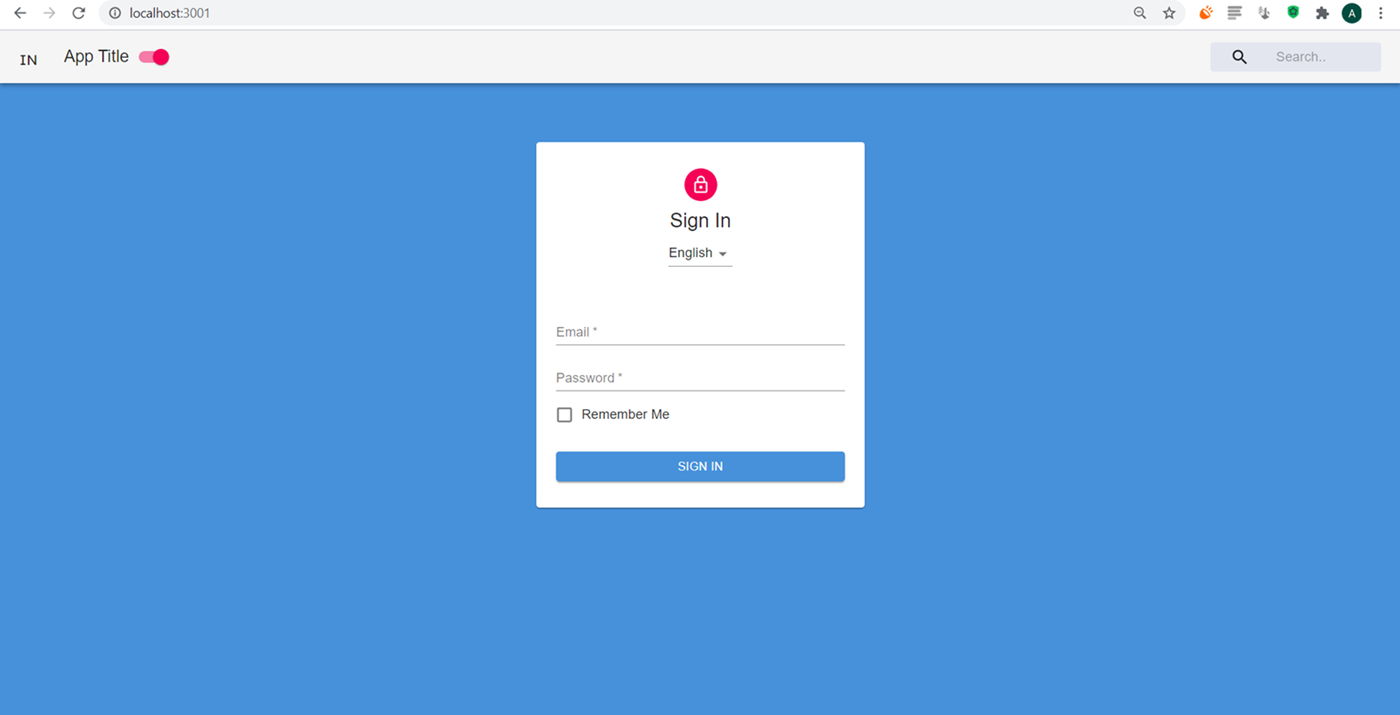 localhost:3001
A
IN App Title Search..
Sign In
English
Email *
Password *
Remember Me
SIGN IN